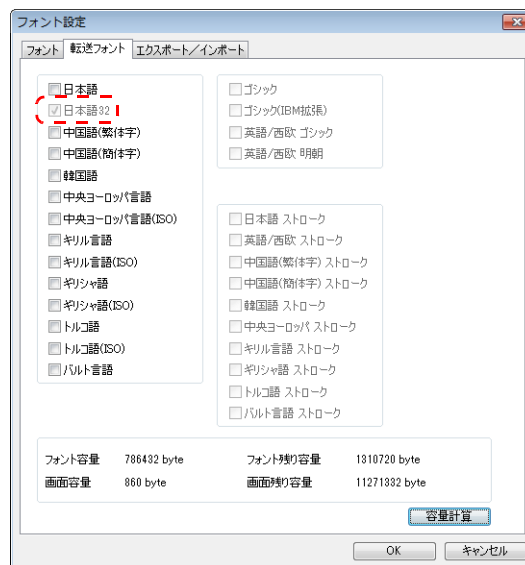 フォント設定
フォント 転送フォント エクスポート／インポート
日本語
日本語32
中国語(繁体字)
中国語(簡体字)
韓国語
中央ヨーロッパ言語
中央ヨーロッパ言語(ISO)
キリル言語
キリル言語(ISO)
ギリシャ語
ギリシャ語(ISO)
トルコ語
トルコ語(ISO)
バルト言語
ゴシック
ゴシック(IBM拡張)
英語/西欧 ゴシック
英語/西欧 明朝
日本語 ストローク
英語/西欧 ストローク
中国語(繁体字) ストローク
中国語(簡体字) ストローク
韓国語 ストローク
中央ヨーロッパ ストローク
キリル言語 ストローク
ギリシャ語 ストローク
トルコ語 ストローク
バルト言語 ストローク
フォント容量 786432 byte フォント残り容量 1310720 byte
画面容量 860 byte 画面残り容量 11271332 byte
容量計算
OK キャンセル